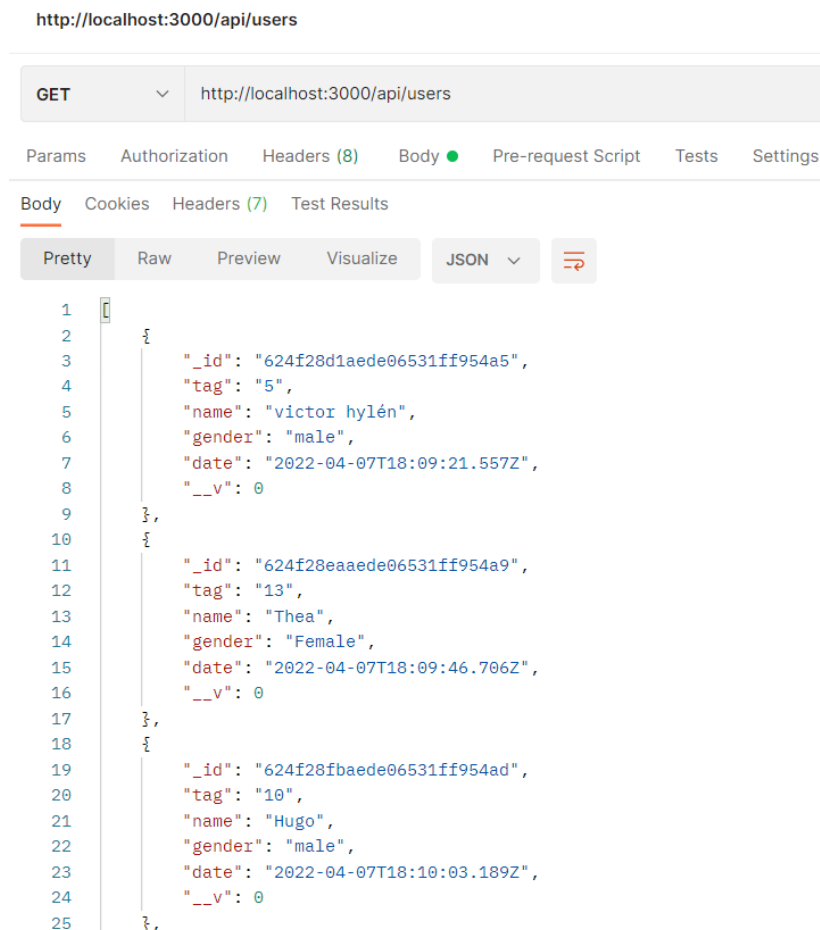 http://localhost:3000/api/users
GET http://localhost:3000/api/users
Params Authorization Headers (8) Body Pre-request Script Tests Settings
Body Cookies Headers (7) Test Results
Pretty Raw Preview Visualize JSON
1 [
2 {
3 "_id": "624f28d1aede06531ff954a5",
4 "tag": "5",
5 "name": "victor hylén",
6 "gender": "male",
7 "date": "2022-04-07T18:09:21.557Z",
8 "__v": 0
9 },
10 {
11 "_id": "624f28eaaede06531ff954a9",
12 "tag": "13",
13 "name": "Thea",
14 "gender": "Female",
15 "date": "2022-04-07T18:09:46.706Z",
16 "__v": 0
17 },
18 {
19 "_id": "624f28fbaede06531ff954ad",
20 "tag": "10",
21 "name": "Hugo",
22 "gender": "male",
23 "date": "2022-04-07T18:10:03.189Z",
24 "__v": 0
25 },